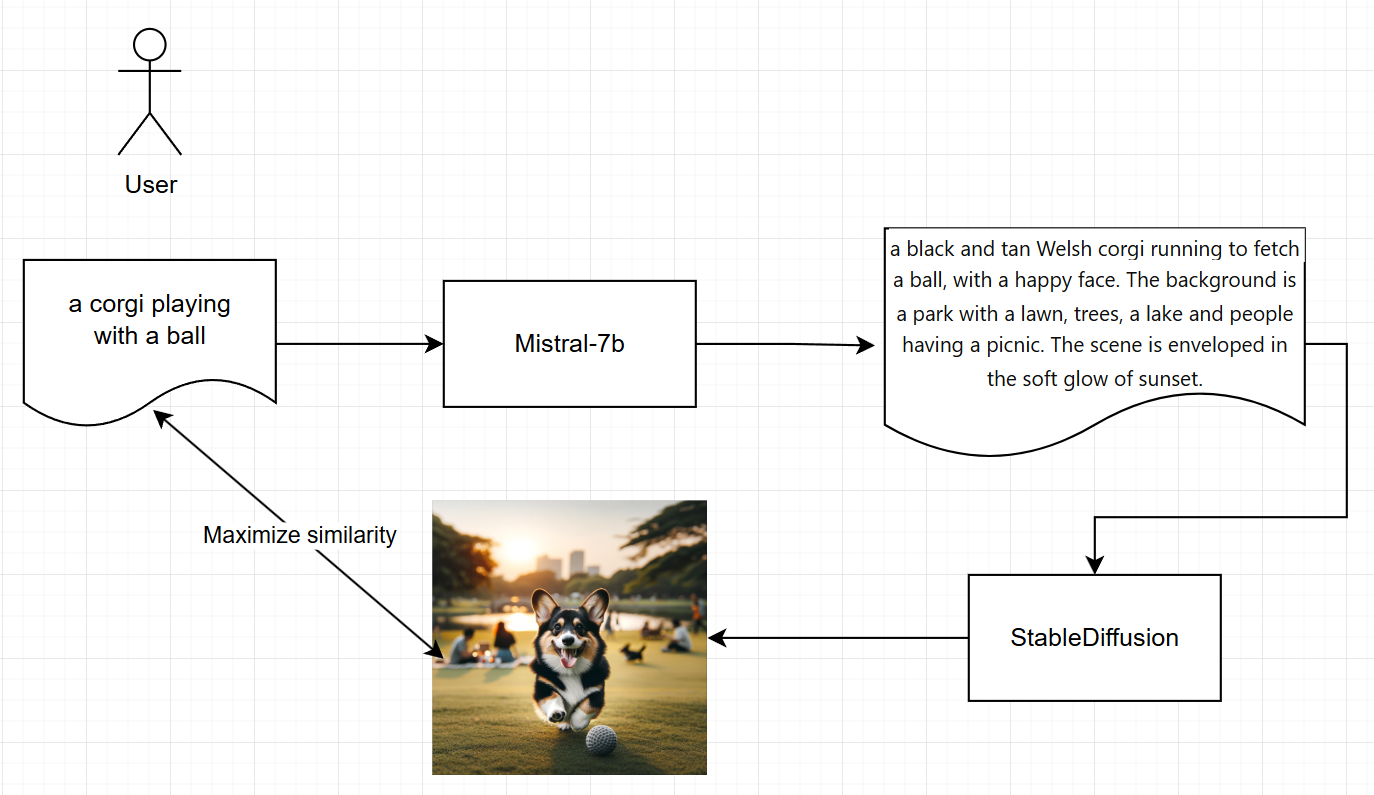 User
a corgi playing
with a ball
Mistral-7b
a black and tan Welsh corgi running to fetch
a ball, with a happy face. The background is
a park with a lawn, trees, a lake and people
having a picnic. The scene is enveloped in
the soft glow of sunset.
Maximize similarity
StableDiffusion